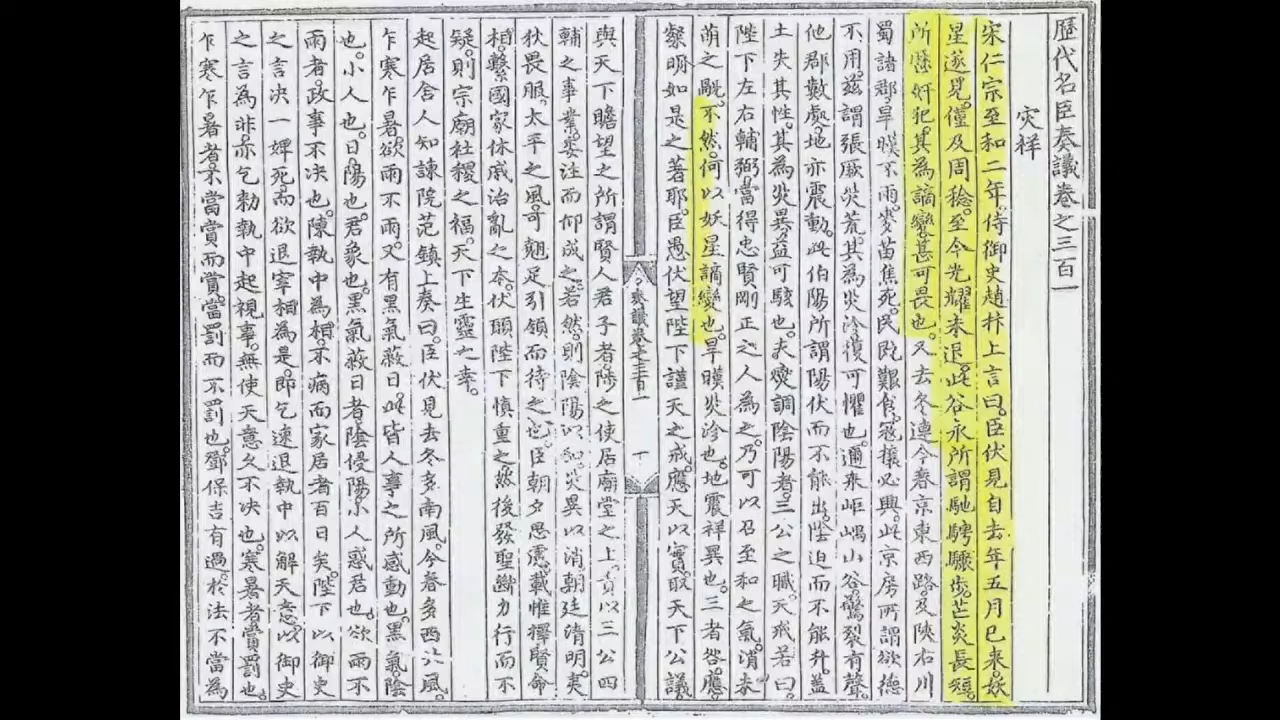 歷代名臣奏議卷之三百一
災祥
宋仁宗至和二年。侍御史趙抃上言曰。臣伏見自去年五月已來。妖
星遂見。僅及周稔。至今光耀未退。此谷永所謂馳騁驟步。芒炎長短。
所歷奸犯。其為謫變甚可畏也。又去冬連今春京東西路。及陝右川
蜀諸郡。旱暵不雨。麥苗焦死。民既艱食。寇攘必興。此京房所謂欲德
不用。茲謂張厥災荒。其為災沴。復可懼也。邇來岠嵎山谷。驚裂有聲。
他郡數處。地亦震動。此伯陽所謂陽伏而不能出。陰迫而不能升。蓋
土失其性。其為災異。益可駭也。夫燮調陰陽者。三公之職。天戒若曰。
陛下左右輔弼。當得忠賢剛正之人為之。乃可以召至和之氣。消未
萌之。不然。何以妖星謫變也。旱暵災沴也。地震祥異也。三者咎應。
粲明如是之著耶。臣愚伏望陛下謹天之戒。應天以實。取天下公議
奏議卷之三百一 一
與天下瞻望之所謂賢人君子者。陟之使居廟堂之上。責以三公四
輔之事業。委注而仰成之。若然。則陰陽以和。災異以消。朝廷清明。夷
狄畏服。太平之風。可翹足引領而待之也。臣朝夕思慮。載惟擇賢命
相。繫國家休戚治亂之本。伏願陛下慎重之。然後發聖斷。力行而不
疑。則宗廟社稷之福。天下生靈之幸。
起居舍人知諫院范鎮上奏曰。臣伏見去冬多南風。今春多西北風。
乍寒乍暑。欲雨不雨。又有黑氣蔽日。此皆人事之所感動也。黑氣。陰
也。小人也。日。陽也。君象也。黑氣蔽日者。陰侵陽。小人惑君也。欲雨不
雨者。政事不決也。陳執中為相。不病而家居者百日矣。陛下以御史
之言決一婢死。而欲退宰相為是。即乞速退執中。以解天意。以御史
之言為非。亦乞勑執中起視事。無使天意久不決也。寒暑者。賞罰也。
乍寒乍暑者。不當賞而賞。當罰而不罰也。鄧保吉有過。於法不當為